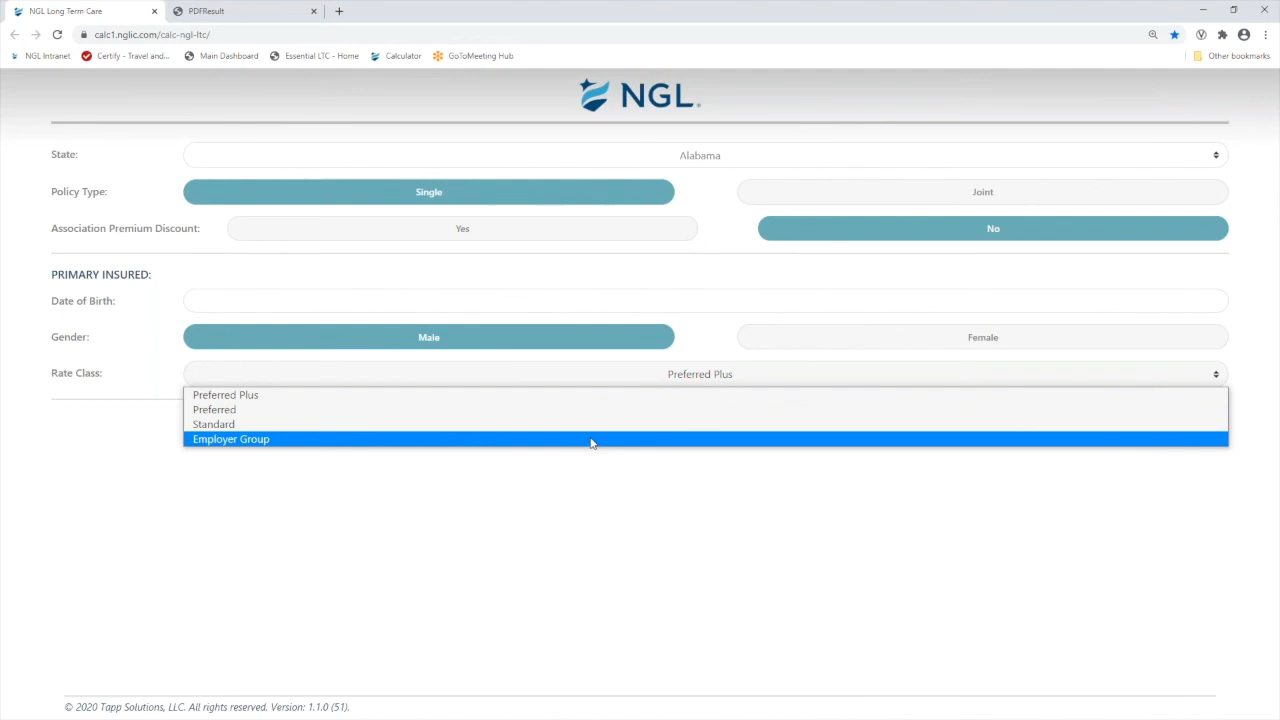 NGL Long Term Care
PDFResult
calc1.nglic.com/calc-ngl-ltc/
NGL Intranet
Certify - Travel and...
Main Dashboard
Essential LTC - Home
Calculator
GoToMeeting Hub
Other bookmarks
NGL.
State:
Alabama
Policy Type:
Single
Joint
Association Premium Discount:
Yes
No
PRIMARY INSURED:
Date of Birth:
Gender:
Male
Female
Rate Class:
Preferred Plus
Preferred Plus
Preferred
Standard
Employer Group
© 2020 Tapp Solutions, LLC. All rights reserved. Version: 1.1.0 (51).